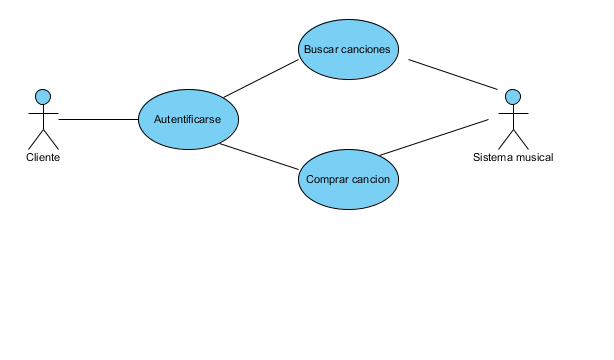 Buscar canciones
Autentificarse
Cliente
Sistema musical
Comprar cancion